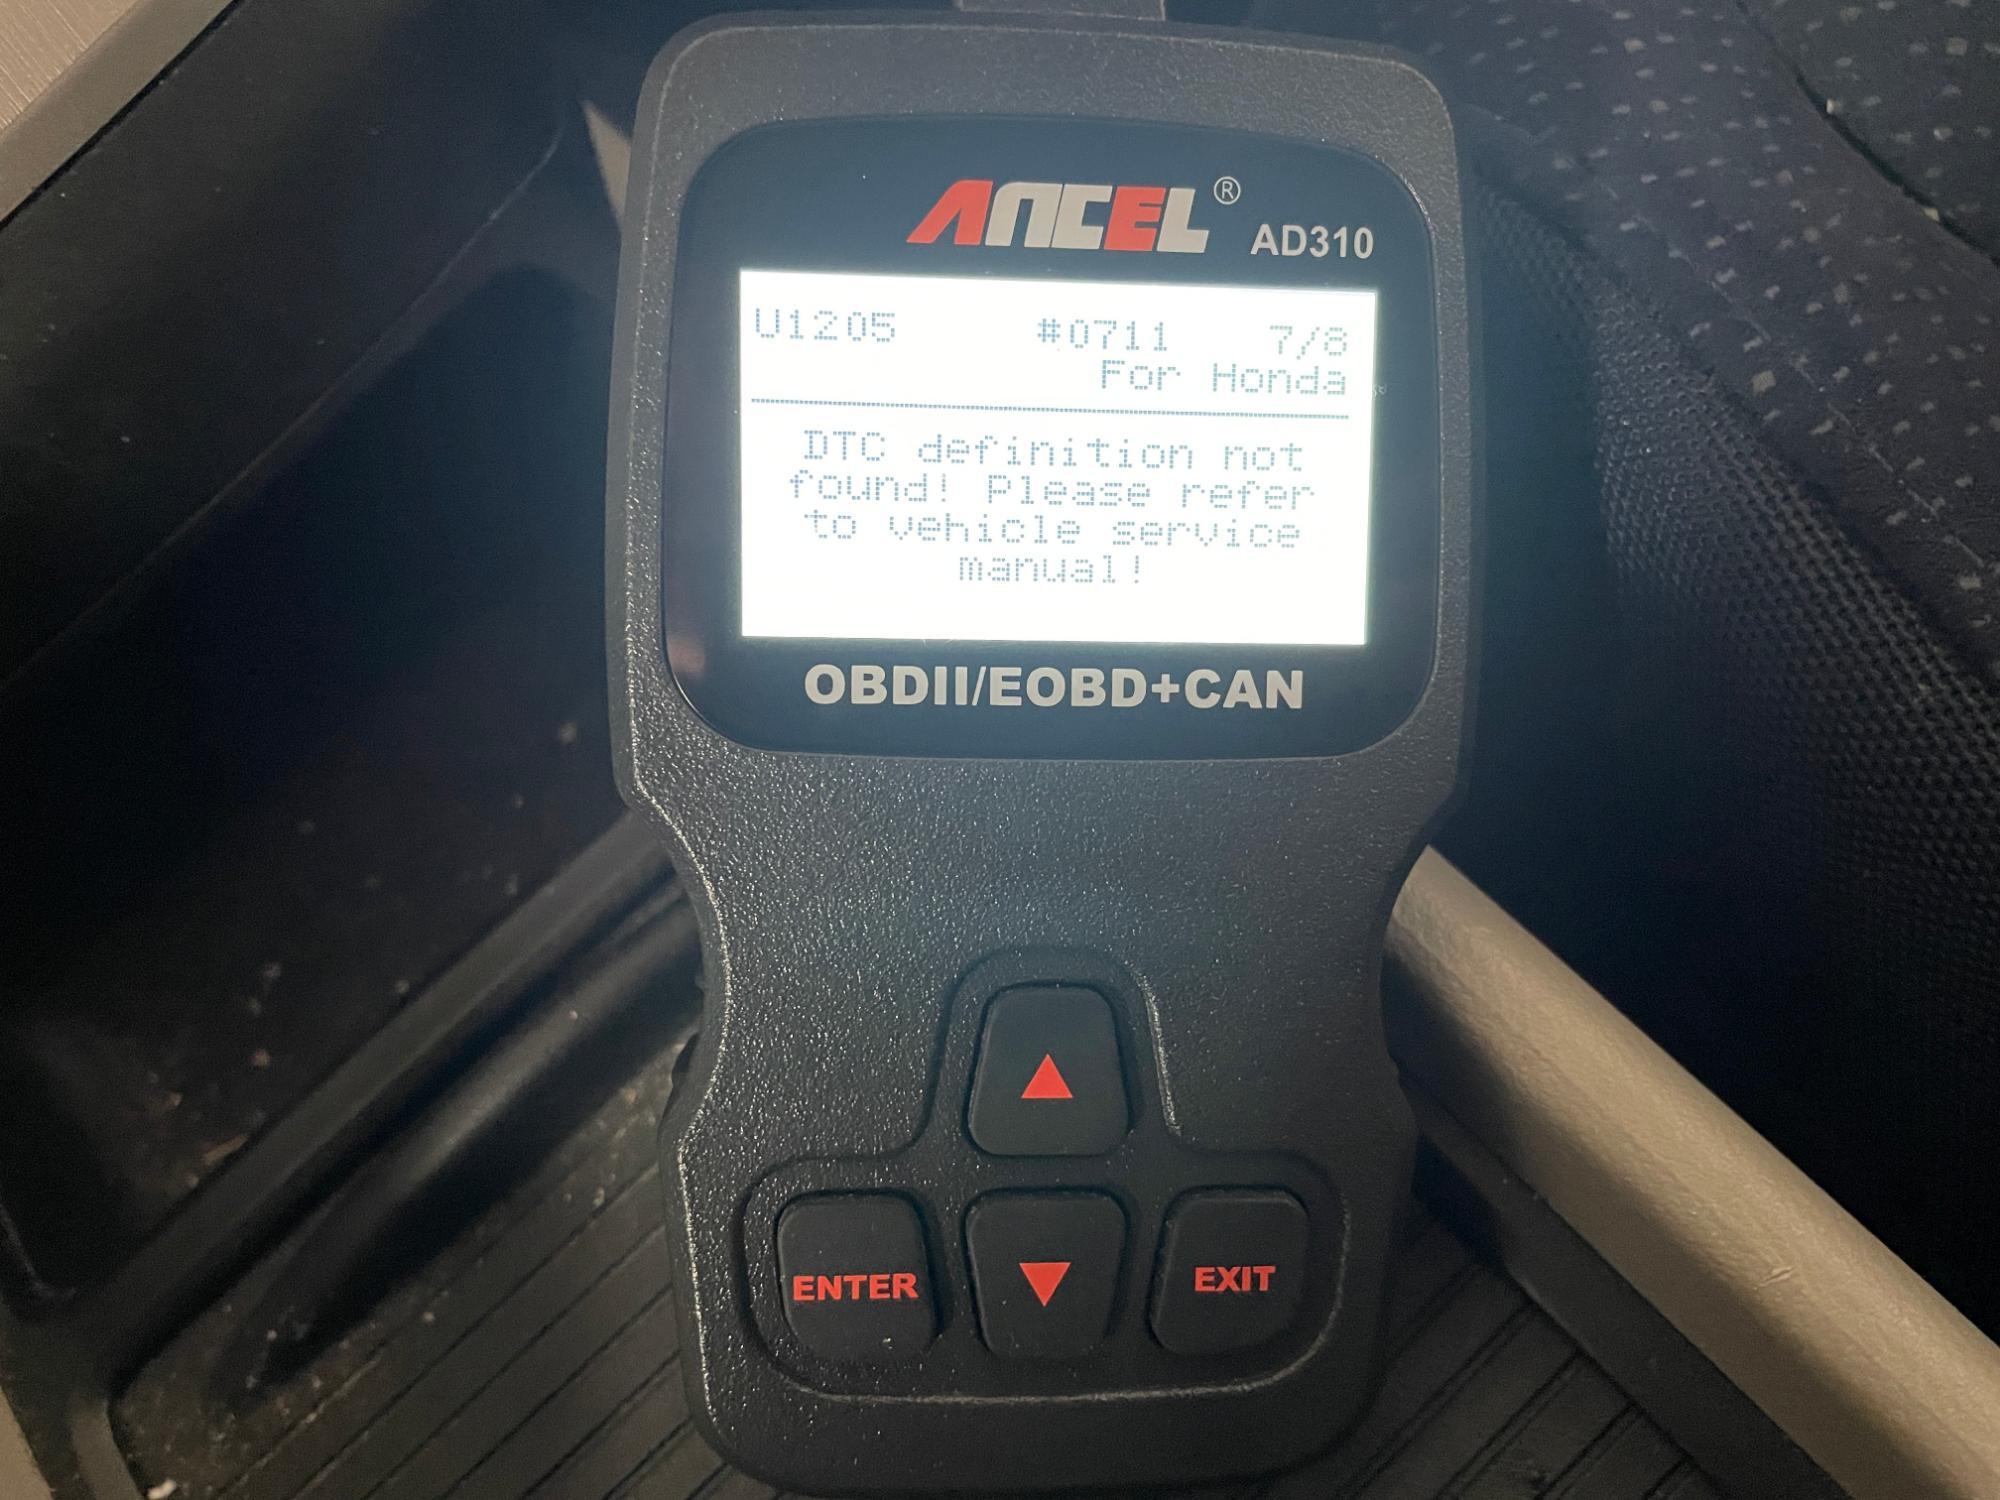 ANCEL®
AD310
U1205 #0711 7/8
For Honda
DTC definition not
found! Please refer
to vehicle service
manual!
OBDII/EOBD+CAN
ENTER
EXIT